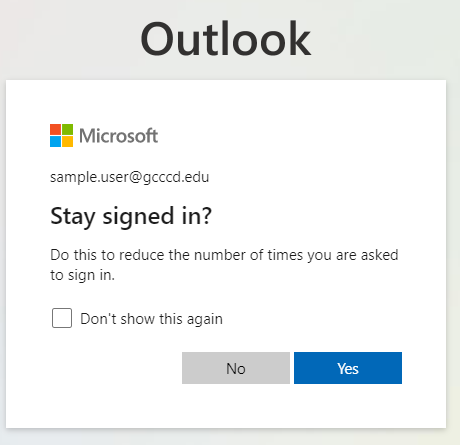 Outlook
Microsoft
sample.user@gcccd.edu
Stay signed in?
Do this to reduce the number of times you are asked
to sign in.
Don't show this again
No
Yes